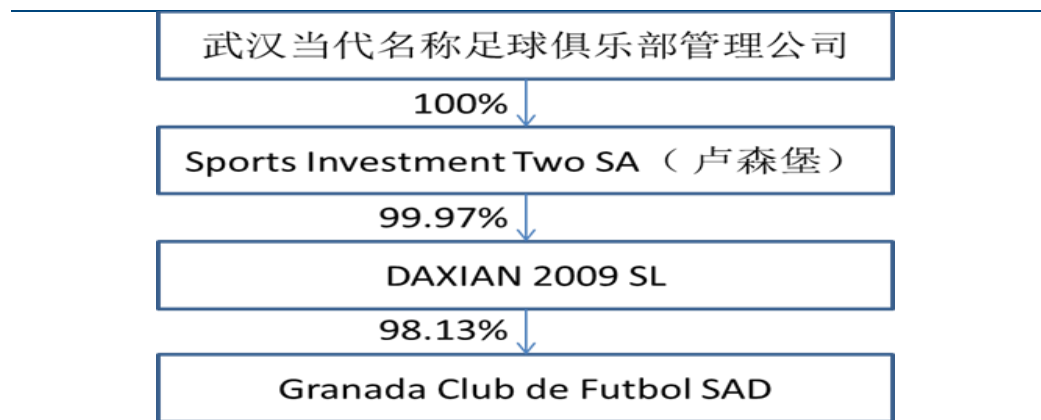 武汉当代名称足球俱乐部管理公司
100%
Sports Investment Two SA（ 卢森堡）
99.97%
DAXIAN 2009 SL
98.13%
Granada Club de Futbol SAD